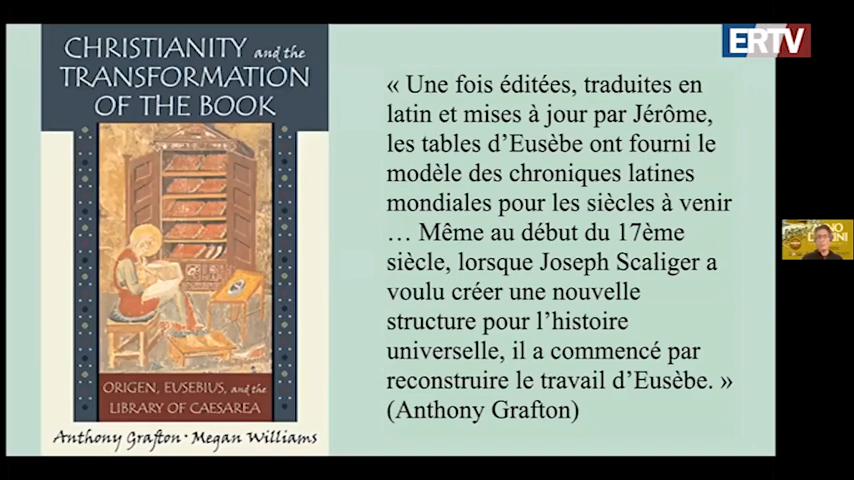 CHRISTIANITY and the
TRANSFORMATION
OF THE BOOK
ORIGEN, EUSEBIUS, and the
LIBRARY OF CAESAREA
Anthony Grafton · Megan Williams
ERTV
« Une fois éditées, traduites en
latin et mises à jour par Jérôme,
les tables d’Eusèbe ont fourni le
modèle des chroniques latines
mondiales pour les siècles à venir
… Même au début du 17ème
siècle, lorsque Joseph Scaliger a
voulu créer une nouvelle
structure pour l’histoire
universelle, il a commencé par
reconstruire le travail d’Eusèbe. »
(Anthony Grafton)